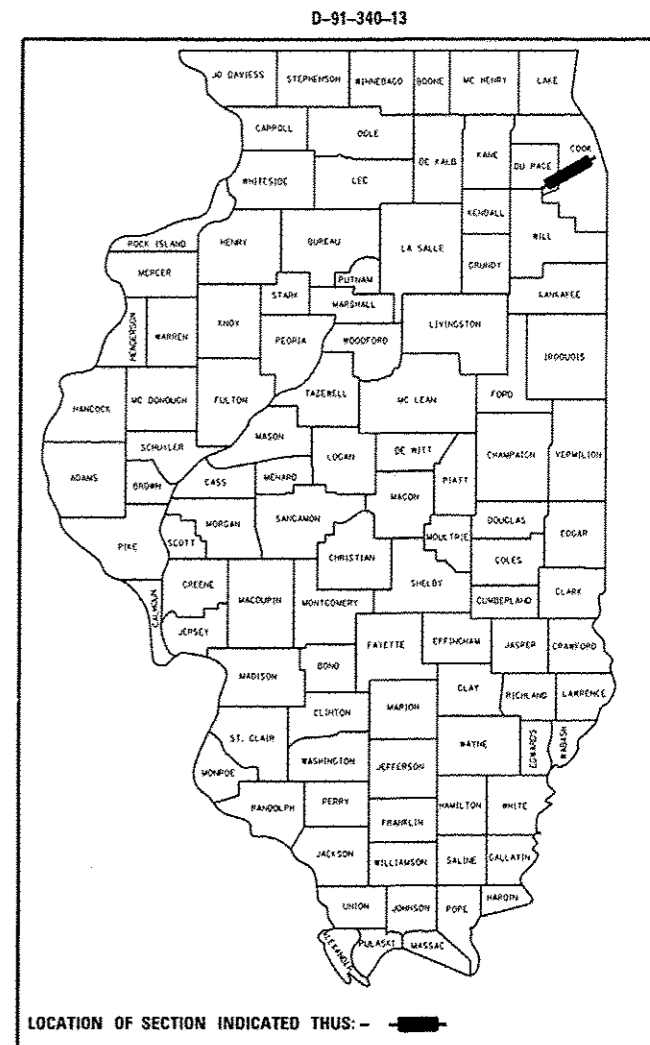 D-91-340-13
JO DAVIESS STEPHENSON WINNEBAGO BOONE MC HENRY LAKE
CARROLL OGLE DE KALB KANE DU PAGE COOK
WHITESIDE LEE
KENDALL WILL
ROCK ISLAND HENRY BUREAU LA SALLE GRUNDY
MERCER PUTNAM
STARK MARSHALL KANKAKEE
HENDERSON WARREN KNOX PEORIA WOODFORD LIVINGSTON IROQUOIS
HANCOCK MC DONOUGH FULTON TAZEWELL MC LEAN FORD
MASON
SCHUYLER LOGAN DE WITT CHAMPAIGN VERMILION
ADAMS BROWN CASS MENARD MACON PIATT
MORGAN SANGAMON DOUGLAS EDGAR
PIKE SCOTT CHRISTIAN MOULTRIE COLES
GREENE MACOUPIN MONTGOMERY SHELBY CUMBERLAND CLARK
CALHOUN JERSEY FAYETTE EFFINGHAM JASPER CRAWFORD
MADISON BOND CLAY RICHLAND LAWRENCE
CLINTON MARION
ST. CLAIR WASHINGTON JEFFERSON WAYNE EDWARDS WABASH
MONROE
RANDOLPH PERRY HAMILTON WHITE
FRANKLIN
JACKSON WILLIAMSON SALINE GALLATIN
UNION JOHNSON POPE HARDIN
ALEXANDER PULASKI MASSAC
LOCATION OF SECTION INDICATED THUS: -